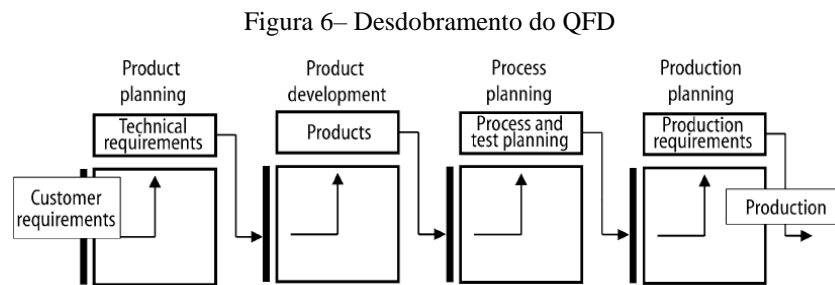 Figura 6– Desdobramento do QFD
Product
planning
Product
development
Process
planning
Production
planning
Technical
requirements
Products
Process and
test planning
Production
requirements
Customer
requirements
Production